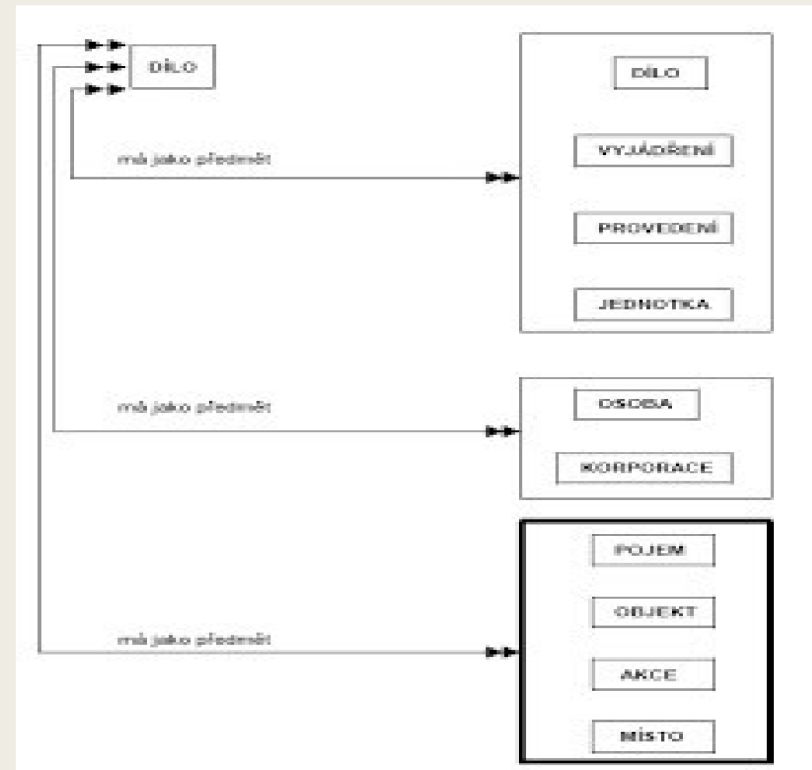 DÍLO
DÍLO
VYJÁDŘENÍ
má jako předmět
PROVEDENÍ
JEDNOTKA
má jako předmět
OSOBA
KORPORACE
POJEM
OBJEKT
má jako předmět
AKCE
MÍSTO